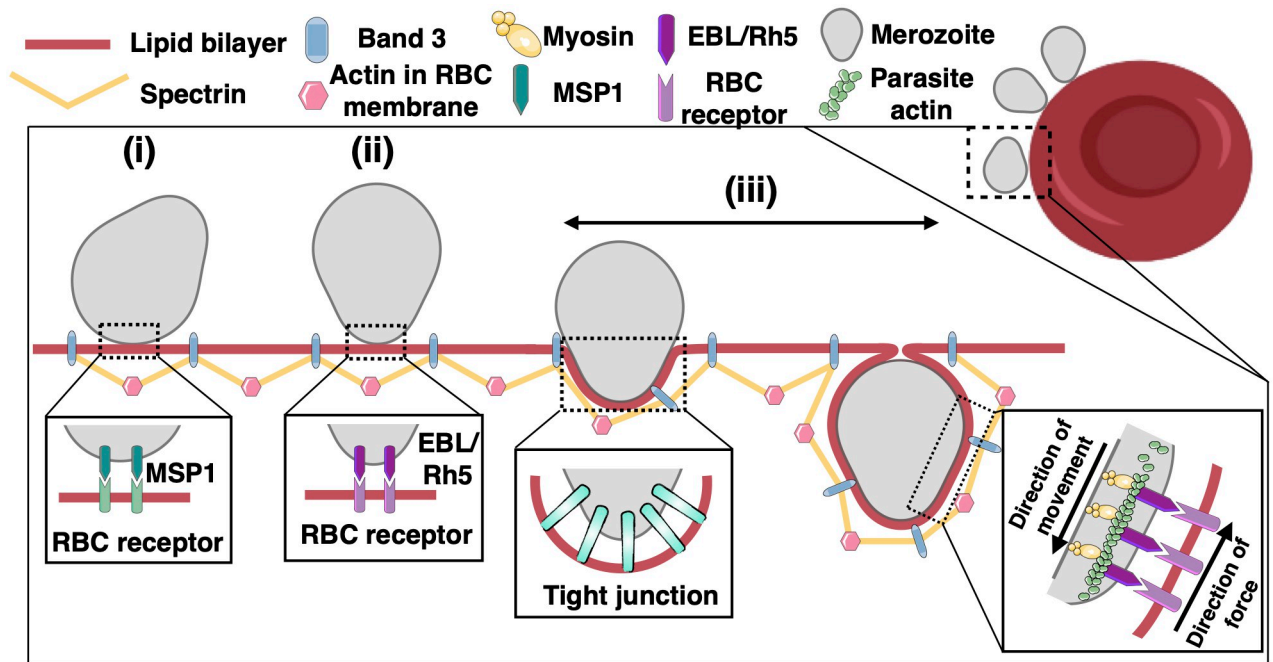 Lipid bilayer
Band 3
Myosin
EBL/Rh5
Merozoite
Spectrin
Actin in RBC
membrane
MSP1
RBC
receptor
Parasite
actin
(i)
(ii)
(iii)
MSP1
RBC receptor
EBL/
Rh5
RBC receptor
Tight junction
Direction of
movement
Direction of
force